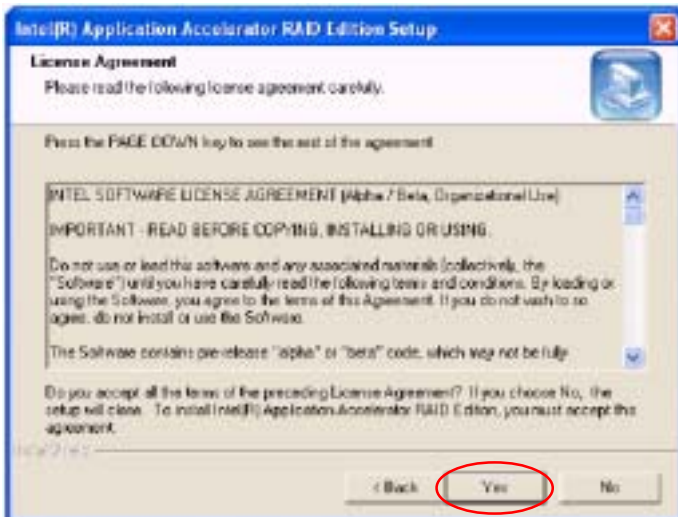 Intel(R) Application Accelerator RAID Edition Setup
License Agreement
Please read the following license agreement carefully.
Press the PAGE DOWN key to see the rest of the agreement
INTEL SOFTWARE LICENSE AGREEMENT (Alpha / Beta, Organizational Use)
IMPORTANT - READ BEFORE COPYING, INSTALLING OR USING.
Do not use or load this software and any associated materials (collectively, the
"Software") until you have carefully read the following terms and conditions. By loading or
using the Software, you agree to the terms of this Agreement. If you do not wish to so
agree, do not install or use the Software.
The Software contains pre-release "alpha" or "beta" code, which may not be fully
Do you accept all the terms of the preceding License Agreement? If you choose No, the
setup will close. To install Intel(R) Application Accelerator RAID Edition, you must accept this
agreement.
< Back
Yes
No